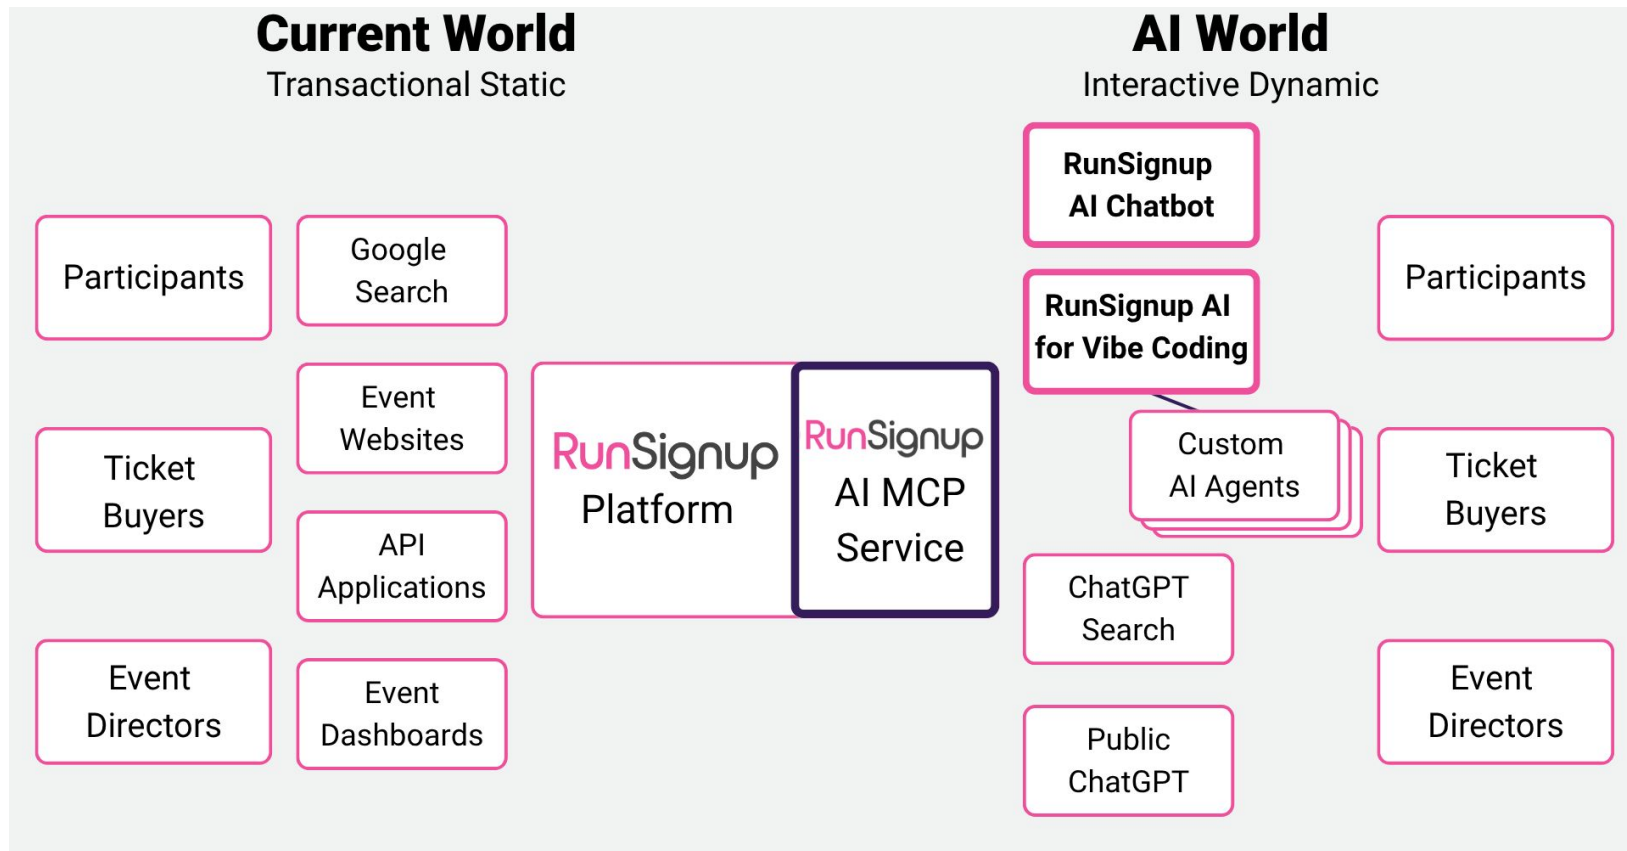 Current World
Transactional Static
Participants
Ticket
Buyers
Event
Directors
Google
Search
Event
Websites
API
Applications
Event
Dashboards
RunSignup
Platform
RunSignup
AI MCP
Service
AI World
Interactive Dynamic
RunSignup
AI Chatbot
RunSignup AI
for Vibe Coding
Custom
AI Agents
ChatGPT
Search
Public
ChatGPT
Participants
Ticket
Buyers
Event
Directors